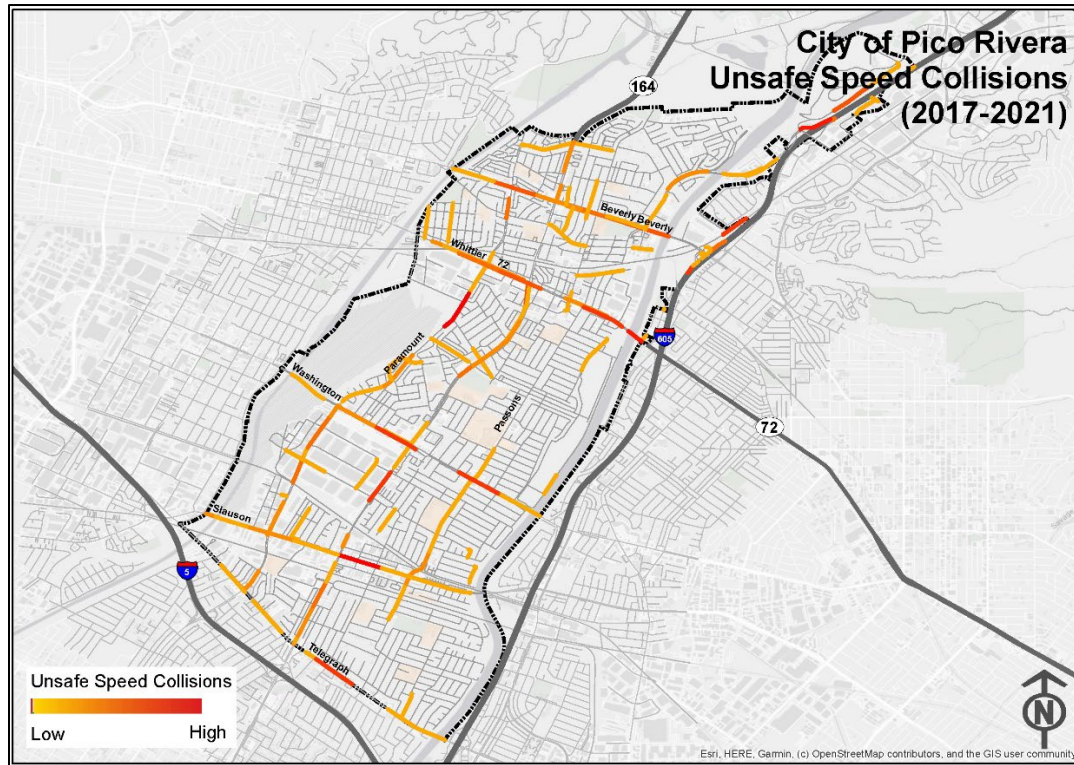 City of Pico Rivera
Unsafe Speed Collisions
(2017-2021)
164
Beverly Beverly
Whittier 72
605
Paramount
Washington
Passons
72
Slauson
5
Telegraph
Unsafe Speed Collisions
Low High
N
Esri, HERE, Garmin, (c) OpenStreetMap contributors, and the GIS user community